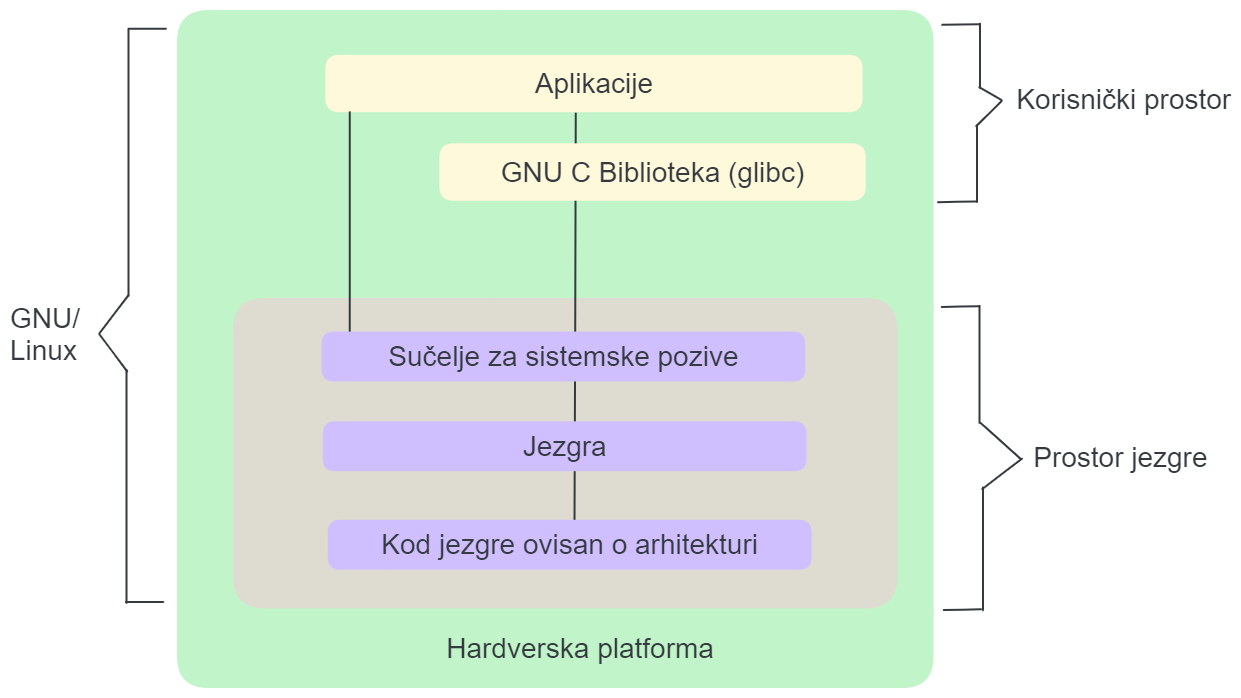 Aplikacije
Korisnički prostor
GNU C Biblioteka (glibc)
GNU/
Linux
Sučelje za sistemske pozive
Jezgra
Prostor jezgre
Kod jezgre ovisan o arhitekturi
Hardverska platforma